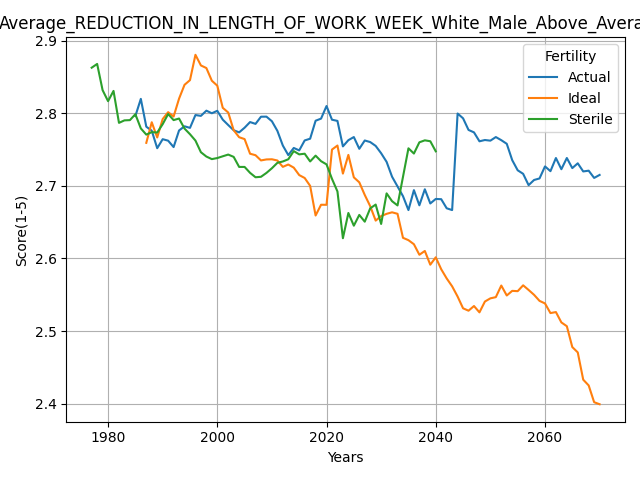 Average_REDUCTION_IN_LENGTH_OF_WORK_WEEK_White_Male_Above_Avera
Fertility
Actual
Ideal
Sterile
2.9
2.8
2.7
2.6
2.5
2.4
Score(1-5)
1980 2000 2020 2040 2060
Years